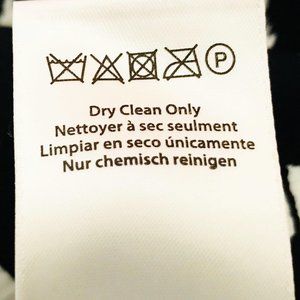 P
Dry Clean Only
Nettoyer à sec seulment
Limpiar en seco únicamente
Nur chemisch reinigen